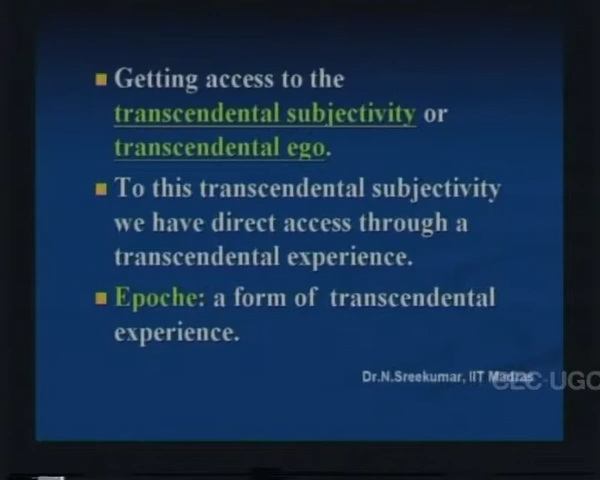 Getting access to the
transcendental subjectivity or
transcendental ego.
To this transcendental subjectivity
we have direct access through a
transcendental experience.
Epoche: a form of transcendental
experience.
Dr.N.Sreekumar, IIT Madras
CEC-UGC